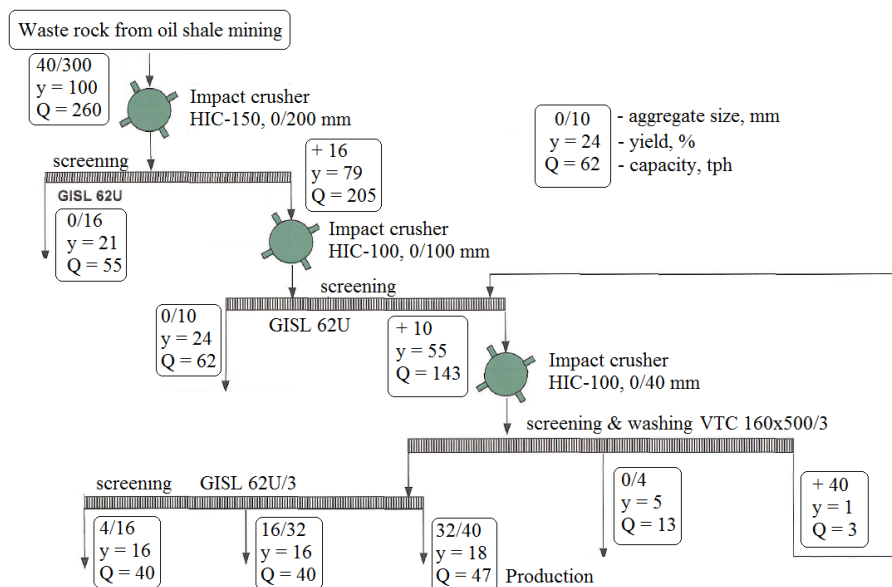 Waste rock from oil shale mining
40/300
y = 100
Q = 260
Impact crusher
HIC-150, 0/200 mm
0/10
y = 24
Q = 62
- aggregate size, mm
- yield, %
- capacity, tph
screening
GISL 62U
+ 16
y = 79
Q = 205
0/16
y = 21
Q = 55
Impact crusher
HIC-100, 0/100 mm
screening
GISL 62U
0/10
y = 24
Q = 62
+ 10
y = 55
Q = 143
Impact crusher
HIC-100, 0/40 mm
screening & washing VTC 160x500/3
screening
GISL 62U/3
0/4
y = 5
Q = 13
+ 40
y = 1
Q = 3
4/16
y = 16
Q = 40
16/32
y = 16
Q = 40
32/40
y = 18
Q = 47
Production